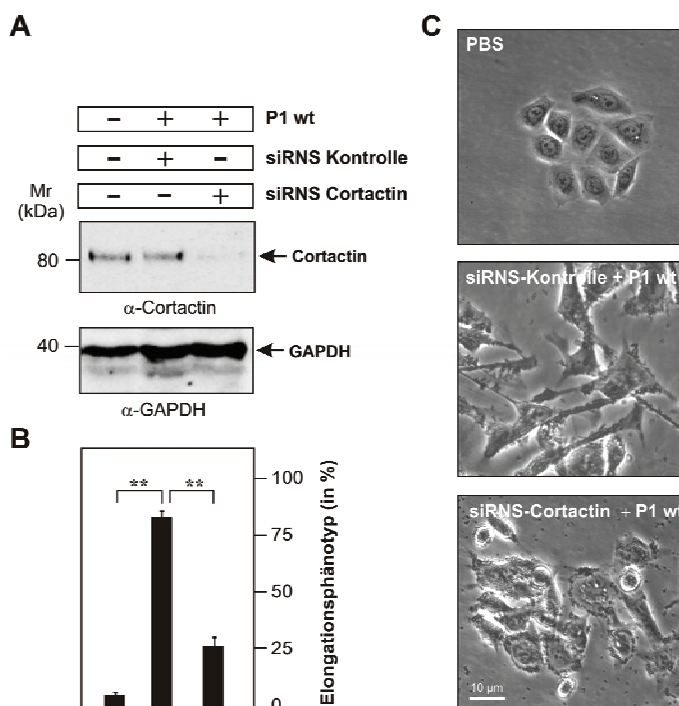 A
− + + P1 wt
− + − siRNS Kontrolle
− − + siRNS Cortactin
Mr
(kDa)
80
Cortactin
α-Cortactin
40
GAPDH
α-GAPDH
B
** **
100
75
50
25
0
Elongationsphänotyp (in %)
C
PBS
siRNS-Kontrolle + P1 wt
siRNS-Cortactin + P1 wt
10 µm